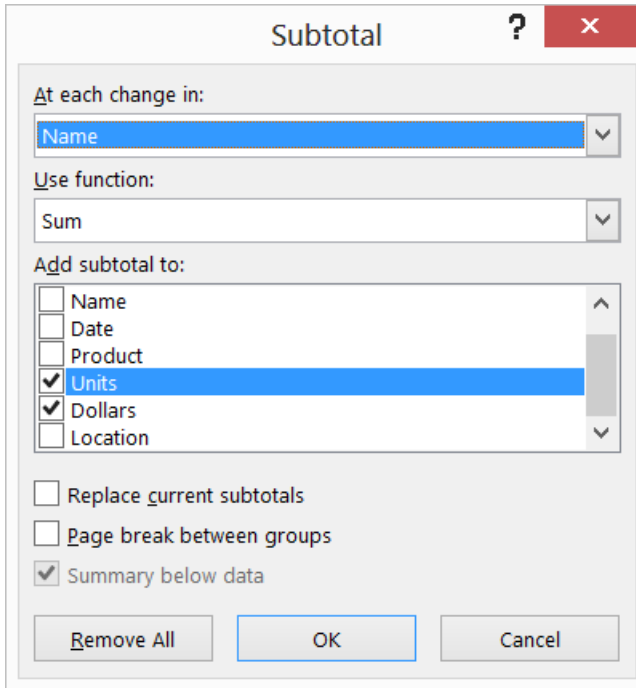 Subtotal ?
At each change in:
Name
Use function:
Sum
Add subtotal to:
Name
Date
Product
Units
Dollars
Location
Replace current subtotals
Page break between groups
Summary below data
Remove All OK Cancel